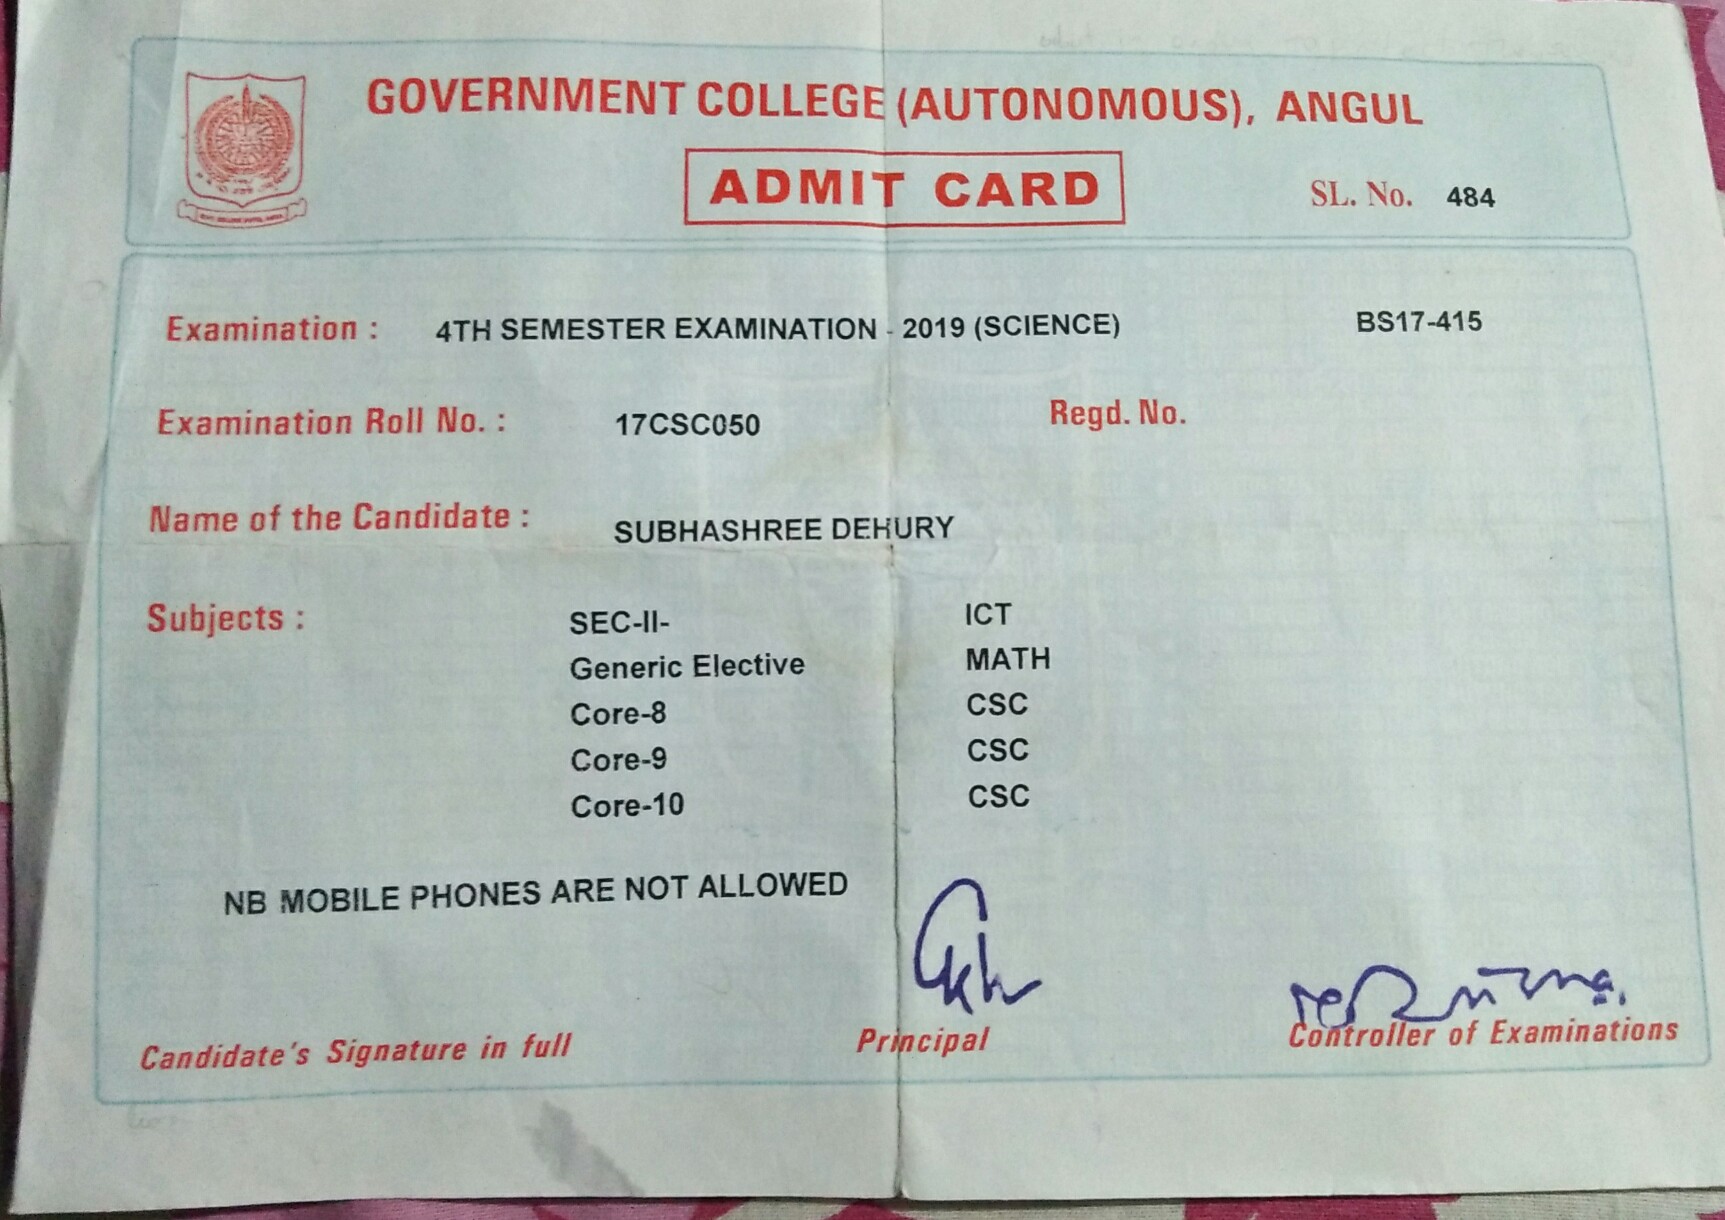 GOVERNMENT COLLEGE (AUTONOMOUS), ANGUL
ADMIT CARD
SL. No. 484
Examination : 4TH SEMESTER EXAMINATION - 2019 (SCIENCE) BS17-415
Examination Roll No. : 17CSC050 Regd. No.
Name of the Candidate : SUBHASHREE DEHURY
Subjects : SEC-II- ICT
Generic Elective MATH
Core-8 CSC
Core-9 CSC
Core-10 CSC
NB MOBILE PHONES ARE NOT ALLOWED
Candidate's Signature in full Principal Controller of Examinations